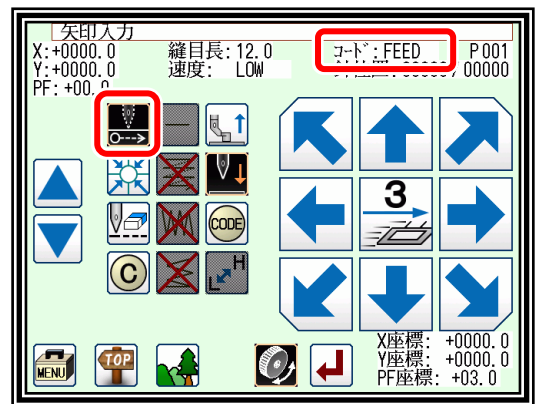 矢印入力
X:+0000.0 縫目長:12.0 コード:FEED P001
Y:+0000.0 速度: LOW 00000
PF:+00.0
CODE
C
H
L
3
MENU
TOP
X座標: +0000.0
Y座標: +0000.0
PF座標: +03.0